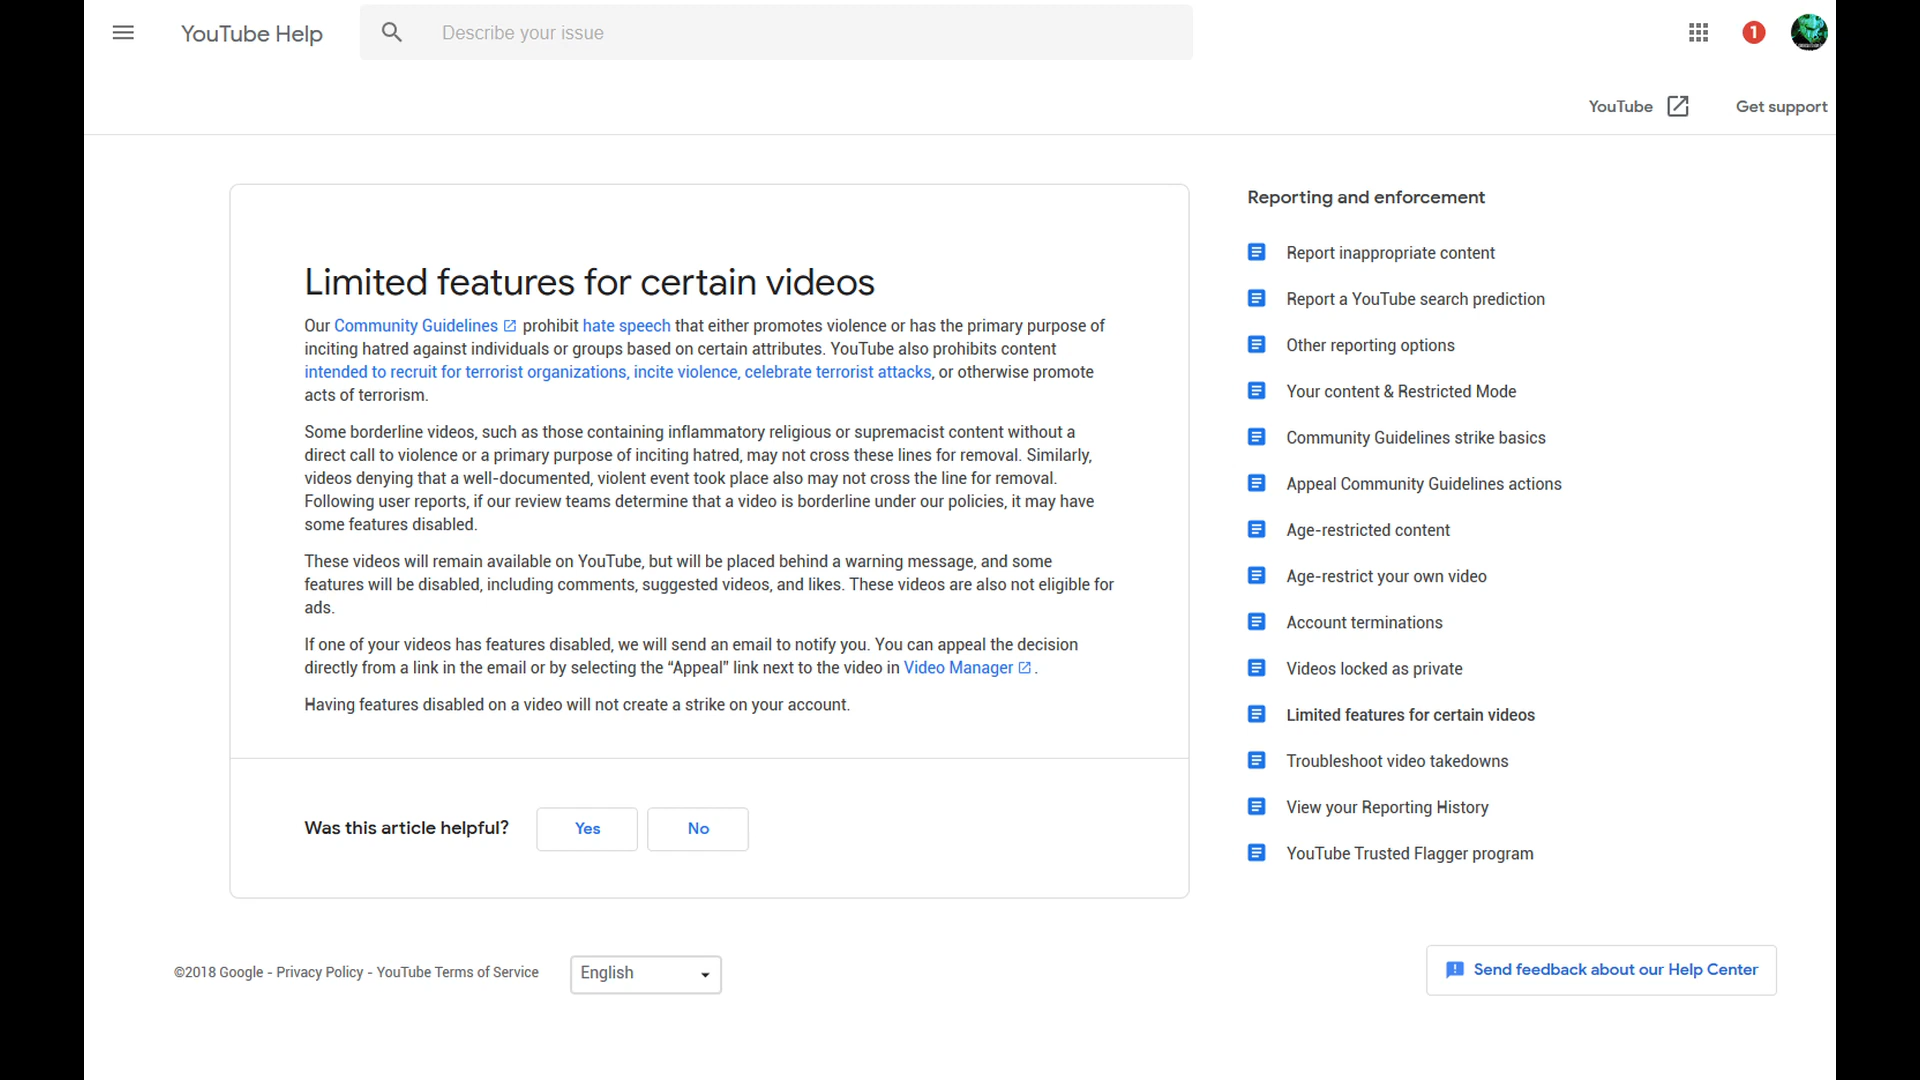 YouTube Help
Describe your issue
1
YouTube
Get support
Limited features for certain videos
Our Community Guidelines prohibit hate speech that either promotes violence or has the primary purpose of
inciting hatred against individuals or groups based on certain attributes. YouTube also prohibits content
intended to recruit for terrorist organizations, incite violence, celebrate terrorist attacks, or otherwise promote
acts of terrorism.
Some borderline videos, such as those containing inflammatory religious or supremacist content without a
direct call to violence or a primary purpose of inciting hatred, may not cross these lines for removal. Similarly,
videos denying that a well-documented, violent event took place also may not cross the line for removal.
Following user reports, if our review teams determine that a video is borderline under our policies, it may have
some features disabled.
These videos will remain available on YouTube, but will be placed behind a warning message, and some
features will be disabled, including comments, suggested videos, and likes. These videos are also not eligible for
ads.
If one of your videos has features disabled, we will send an email to notify you. You can appeal the decision
directly from a link in the email or by selecting the “Appeal” link next to the video in Video Manager .
Having features disabled on a video will not create a strike on your account.
Was this article helpful?
Yes
No
Reporting and enforcement
Report inappropriate content
Report a YouTube search prediction
Other reporting options
Your content & Restricted Mode
Community Guidelines strike basics
Appeal Community Guidelines actions
Age-restricted content
Age-restrict your own video
Account terminations
Videos locked as private
Limited features for certain videos
Troubleshoot video takedowns
View your Reporting History
YouTube Trusted Flagger program
©2018 Google - Privacy Policy - YouTube Terms of Service
English
Send feedback about our Help Center